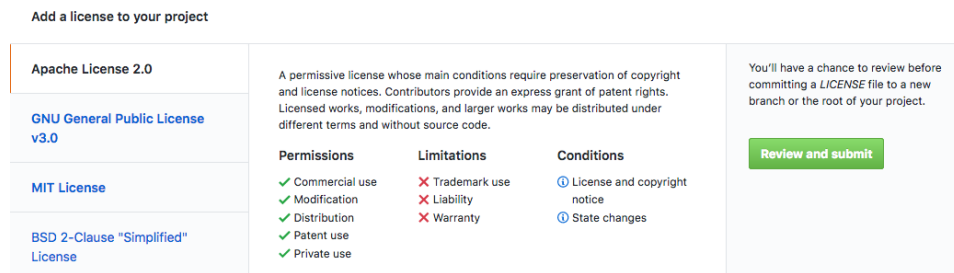 Add a license to your project
Apache License 2.0
GNU General Public License
v3.0
MIT License
BSD 2-Clause "Simplified"
License
A permissive license whose main conditions require preservation of copyright
and license notices. Contributors provide an express grant of patent rights.
Licensed works, modifications, and larger works may be distributed under
different terms and without source code.
Permissions
Commercial use
Modification
Distribution
Patent use
Private use
Limitations
Trademark use
Liability
Warranty
Conditions
License and copyright
notice
State changes
You’ll have a chance to review before
committing a LICENSE file to a new
branch or the root of your project.
Review and submit